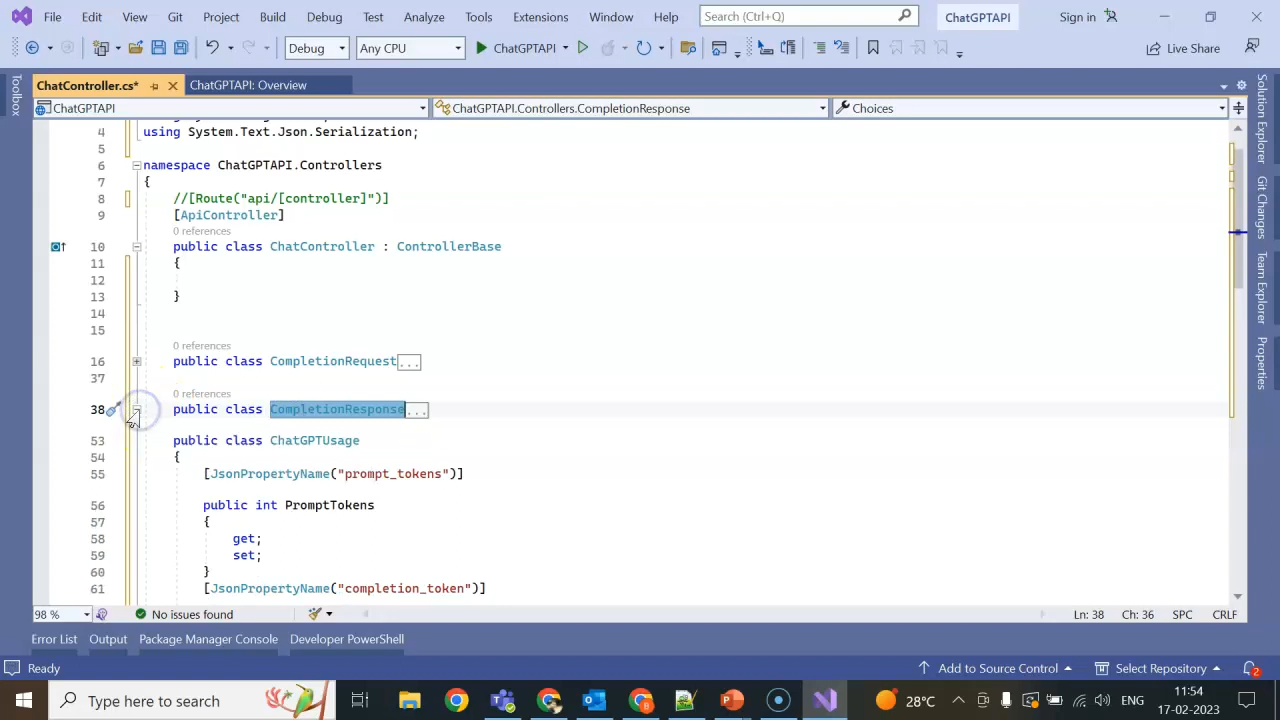 File Edit View Git Project Build Debug Test Analyze Tools Extensions Window Help Search (Ctrl+Q) ChatGPTAPI Sign in
Debug Any CPU ChatGPTAPI Live Share
ChatController.cs* ChatGPTAPI: Overview
ChatGPTAPI ChatGPTAPI.Controllers.CompletionResponse Choices
Toolbox
4 using System.Text.Json.Serialization;
5
6 namespace ChatGPTAPI.Controllers
7 {
8 //[Route("api/[controller]")]
9 [ApiController]
0 references
10 public class ChatController : ControllerBase
11 {
12
13 }
14
15
0 references
16 public class CompletionRequest...
37
0 references
38 public class CompletionResponse...
53 public class ChatGPTUsage
54 {
55 [JsonPropertyName("prompt_tokens")]
56 public int PromptTokens
57 {
58 get;
59 set;
60 }
61 [JsonPropertyName("completion_token")]
Solution Explorer
Git Changes
Team Explorer
Properties
98 % No issues found Ln: 38 Ch: 36 SPC CRLF
Error List Output Package Manager Console Developer PowerShell
Ready Add to Source Control Select Repository 2
Type here to search 28°C ENG 11:54
17-02-2023